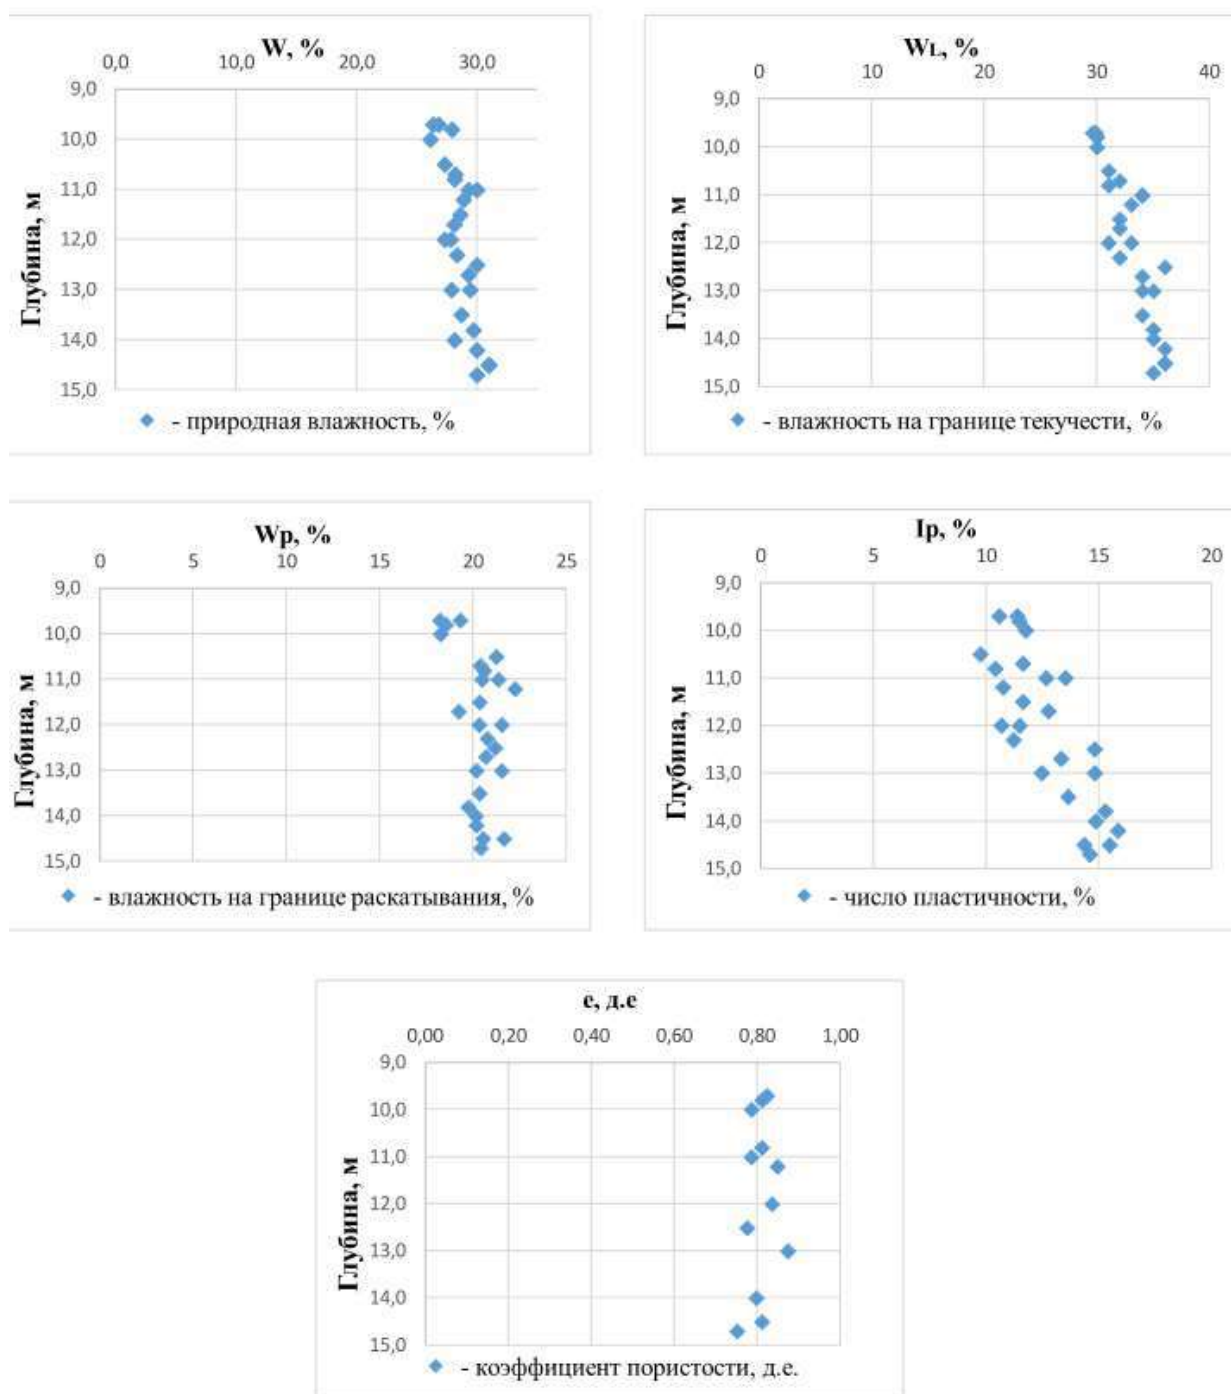 W, %
0,0 10,0 20,0 30,0
9,0
10,0
11,0
12,0
13,0
14,0
15,0
Глубина, м
- природная влажность, %
WL, %
0 10 20 30 40
9,0
10,0
11,0
12,0
13,0
14,0
15,0
Глубина, м
- влажность на границе текучести, %
Wp, %
0 5 10 15 20 25
9,0
10,0
11,0
12,0
13,0
14,0
15,0
Глубина, м
- влажность на границе раскатывания, %
Ip, %
0 5 10 15 20
9,0
10,0
11,0
12,0
13,0
14,0
15,0
Глубина, м
- число пластичности, %
е, д.е
0,00 0,20 0,40 0,60 0,80 1,00
9,0
10,0
11,0
12,0
13,0
14,0
15,0
Глубина, м
- коэффициент пористости, д.е.